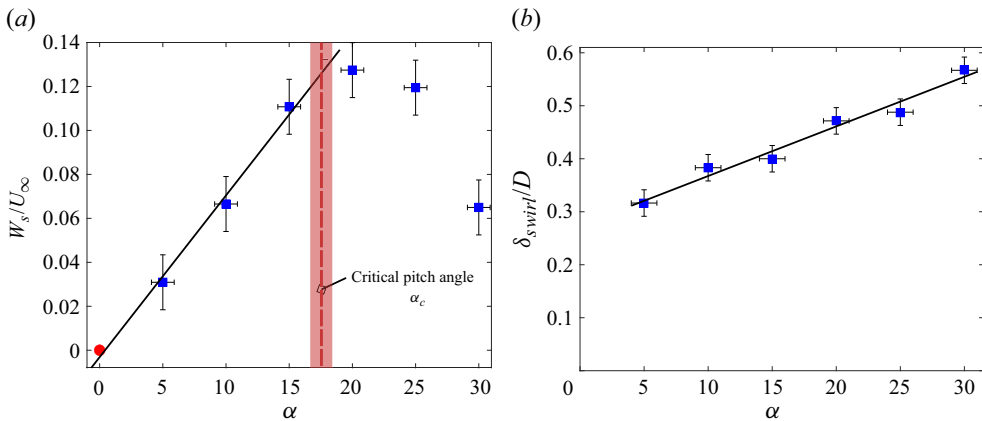 (a)
0.14
0.12
0.10
0.08
0.06
0.04
0.02
0
W_s/U_∞
Critical pitch angle
α_c
0 5 10 15 20 25 30
α
(b)
0.6
0.5
0.4
0.3
0.2
0.1
δ_swirl/D
0 5 10 15 20 25 30
α